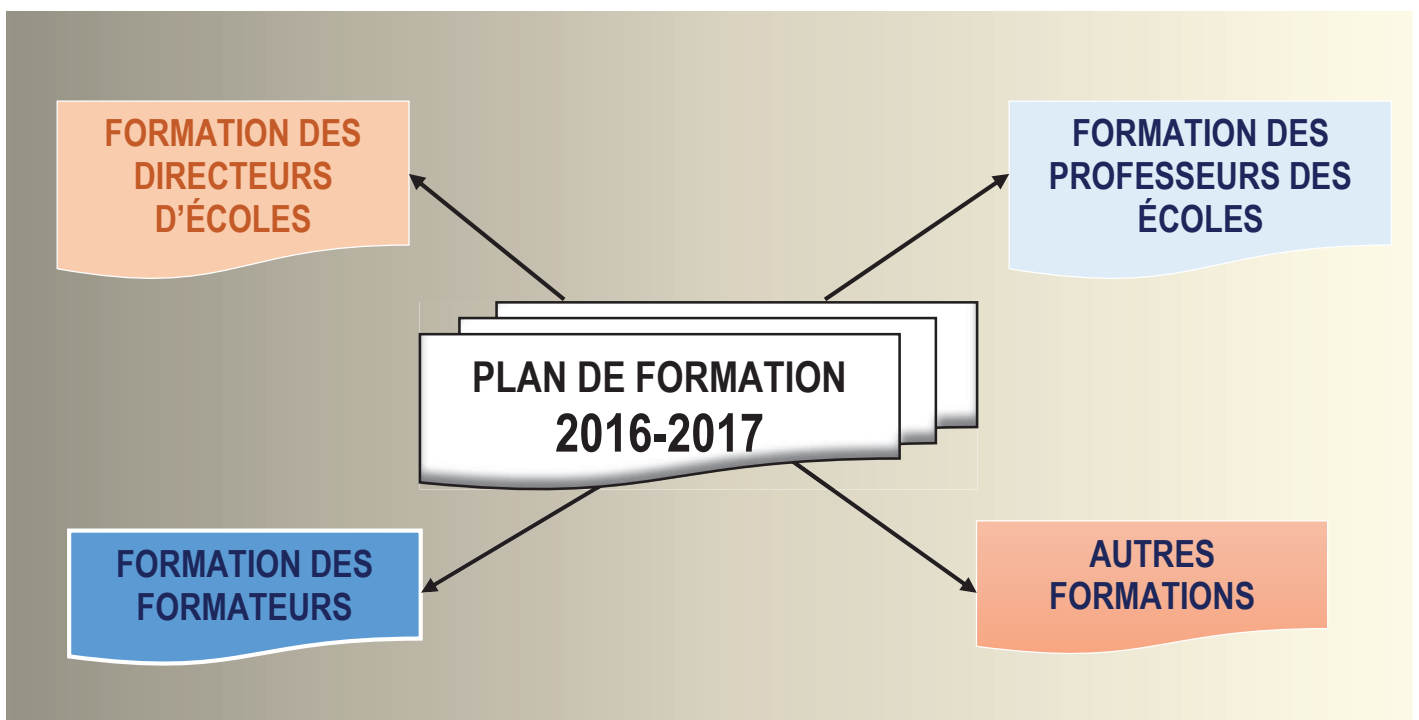 FORMATION DES
DIRECTEURS
D’ÉCOLES
FORMATION DES
PROFESSEURS DES
ÉCOLES
PLAN DE FORMATION
2016-2017
FORMATION DES
FORMATEURS
AUTRES
FORMATIONS